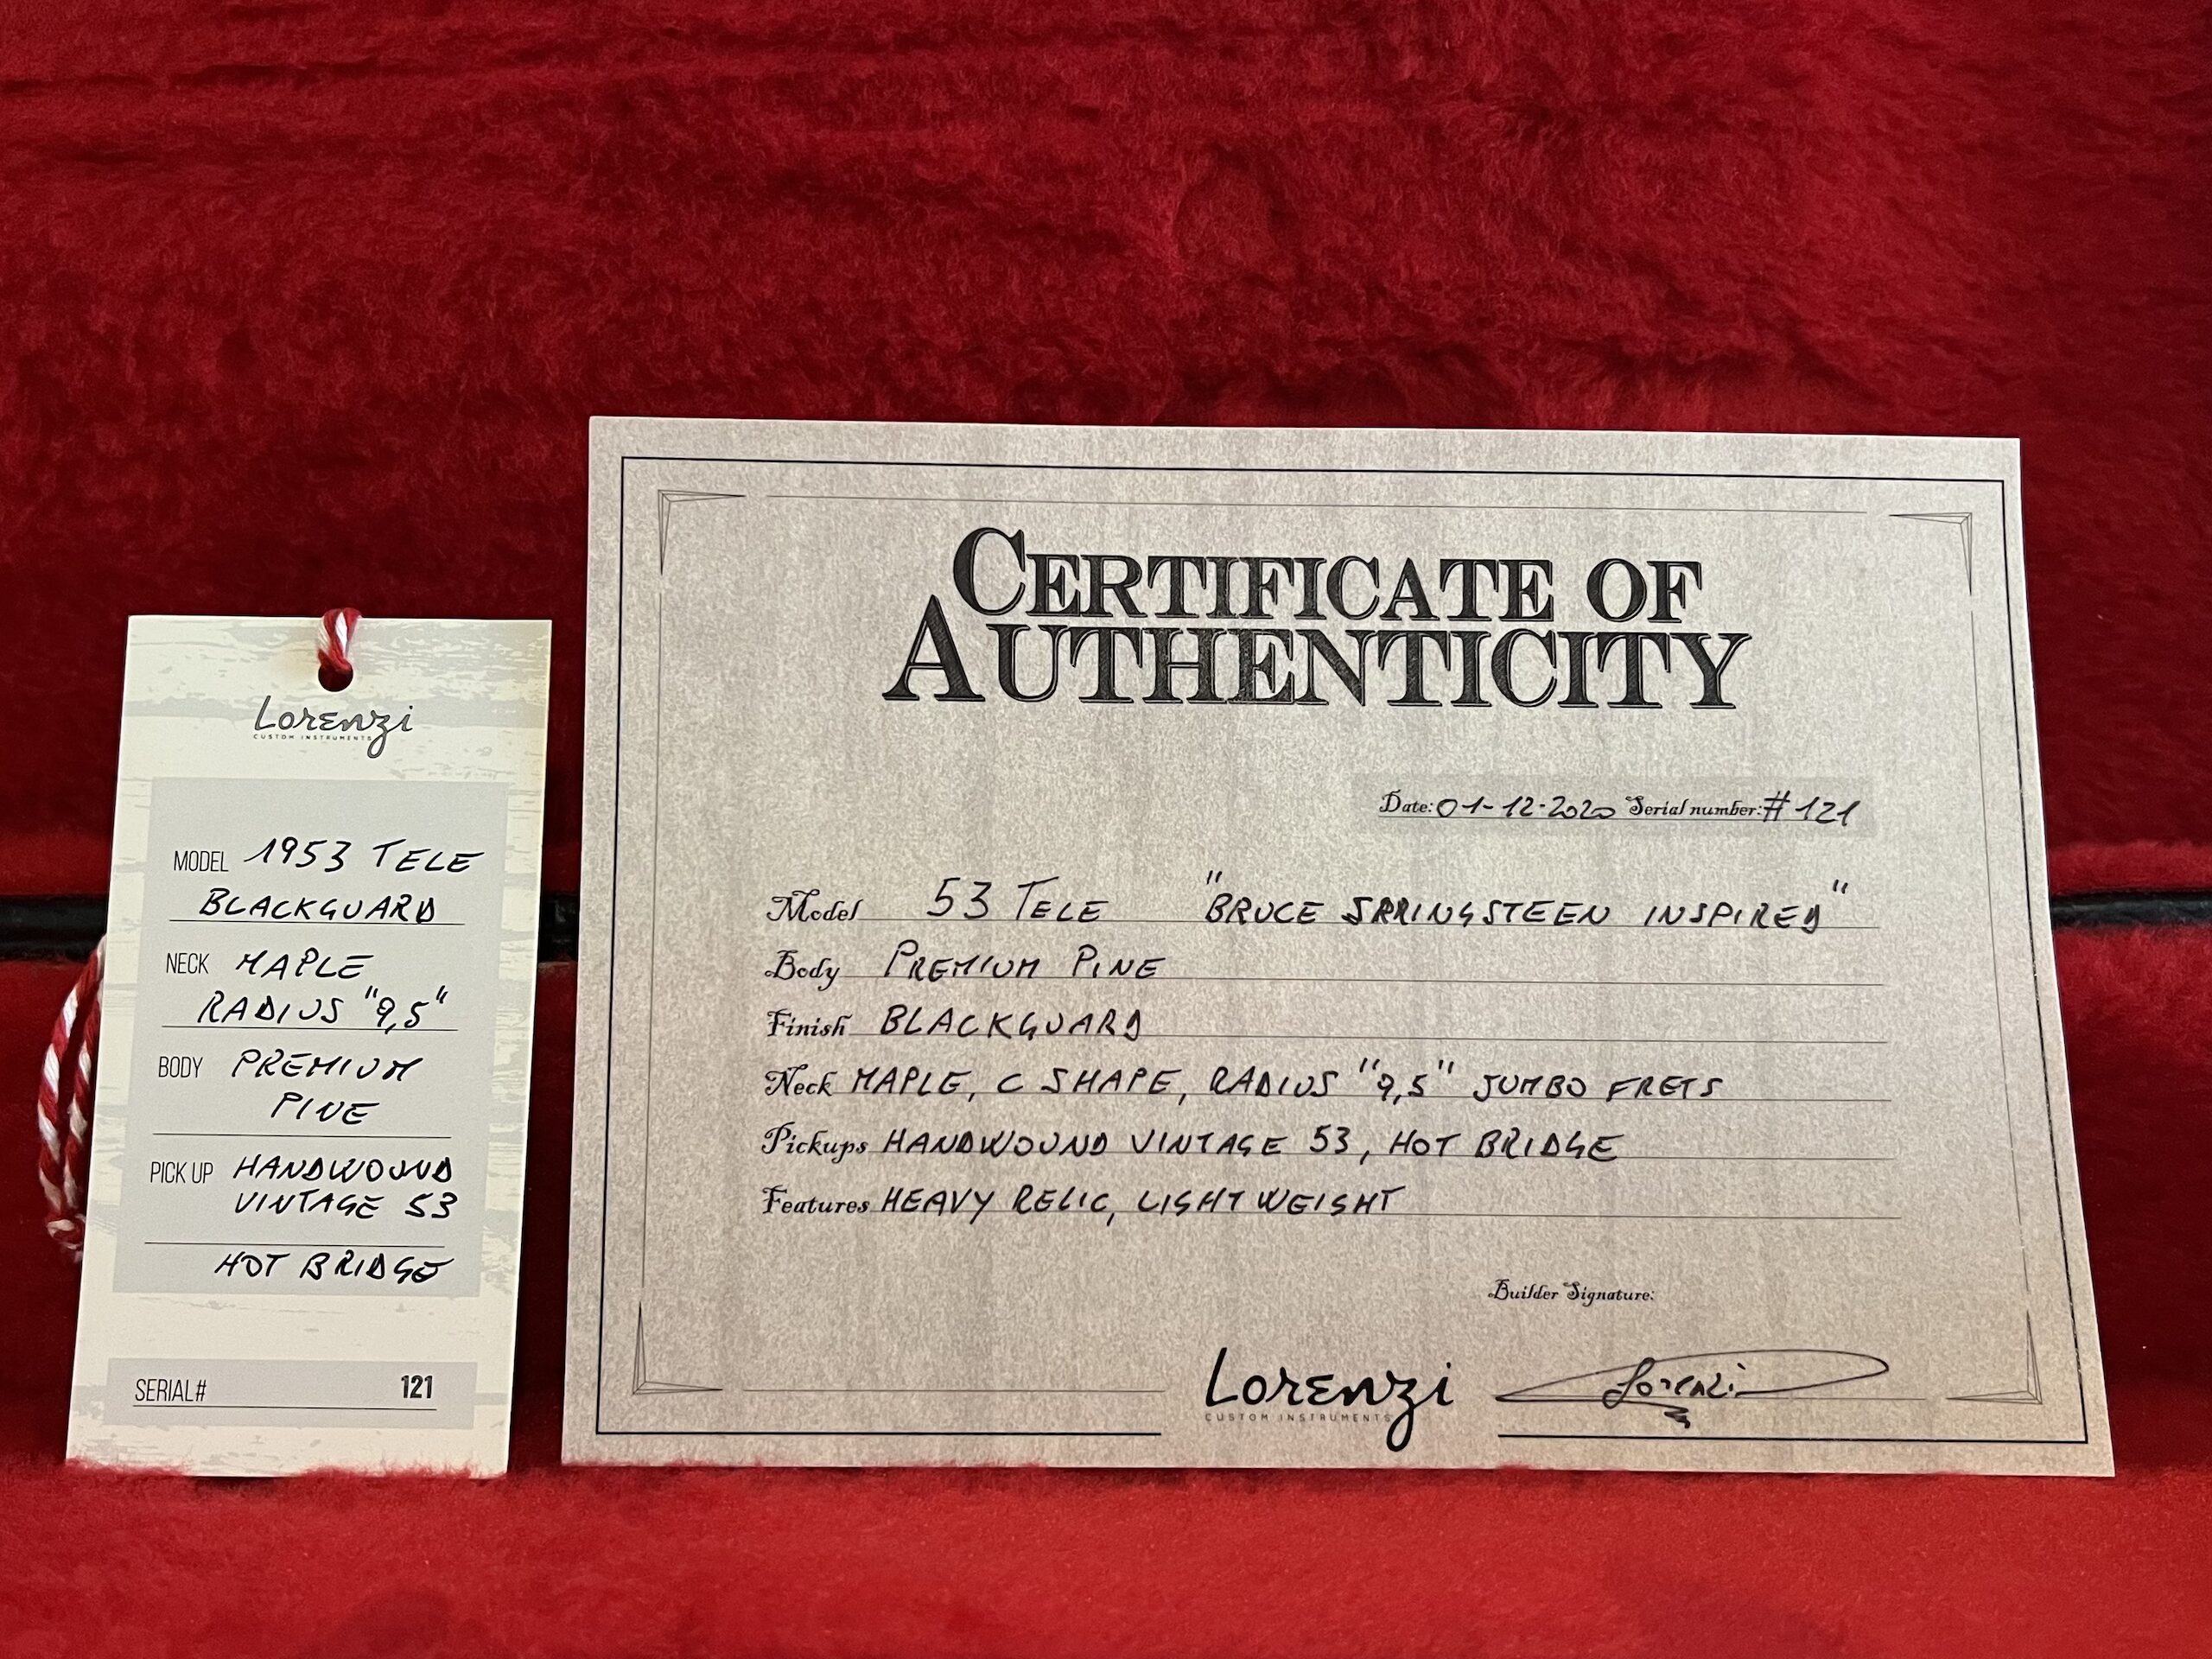 Lorenzi
CUSTOM INSTRUMENTS
MODEL 1953 TELE
BLACKGUARD
NECK MAPLE
RADIUS "9,5"
BODY PREMIUM
PINE
PICK UP HANDWOUND
VINTAGE 53
HOT BRIDGE
SERIAL# 121
CERTIFICATE OF
AUTHENTICITY
Date: 01-12-2020 Serial number: #121
Model 53 TELE "BRUCE SPRINGSTEEN INSPIRED"
Body PREMIUM PINE
Finish BLACKGUARD
Neck MAPLE, C SHAPE, RADIUS "9,5" JUMBO FRETS
Pickups HANDWOUND VINTAGE 53, HOT BRIDGE
Features HEAVY RELIC, LIGHT WEIGHT
Builder Signature:
Lorenzi
CUSTOM INSTRUMENTS
Lorenzi